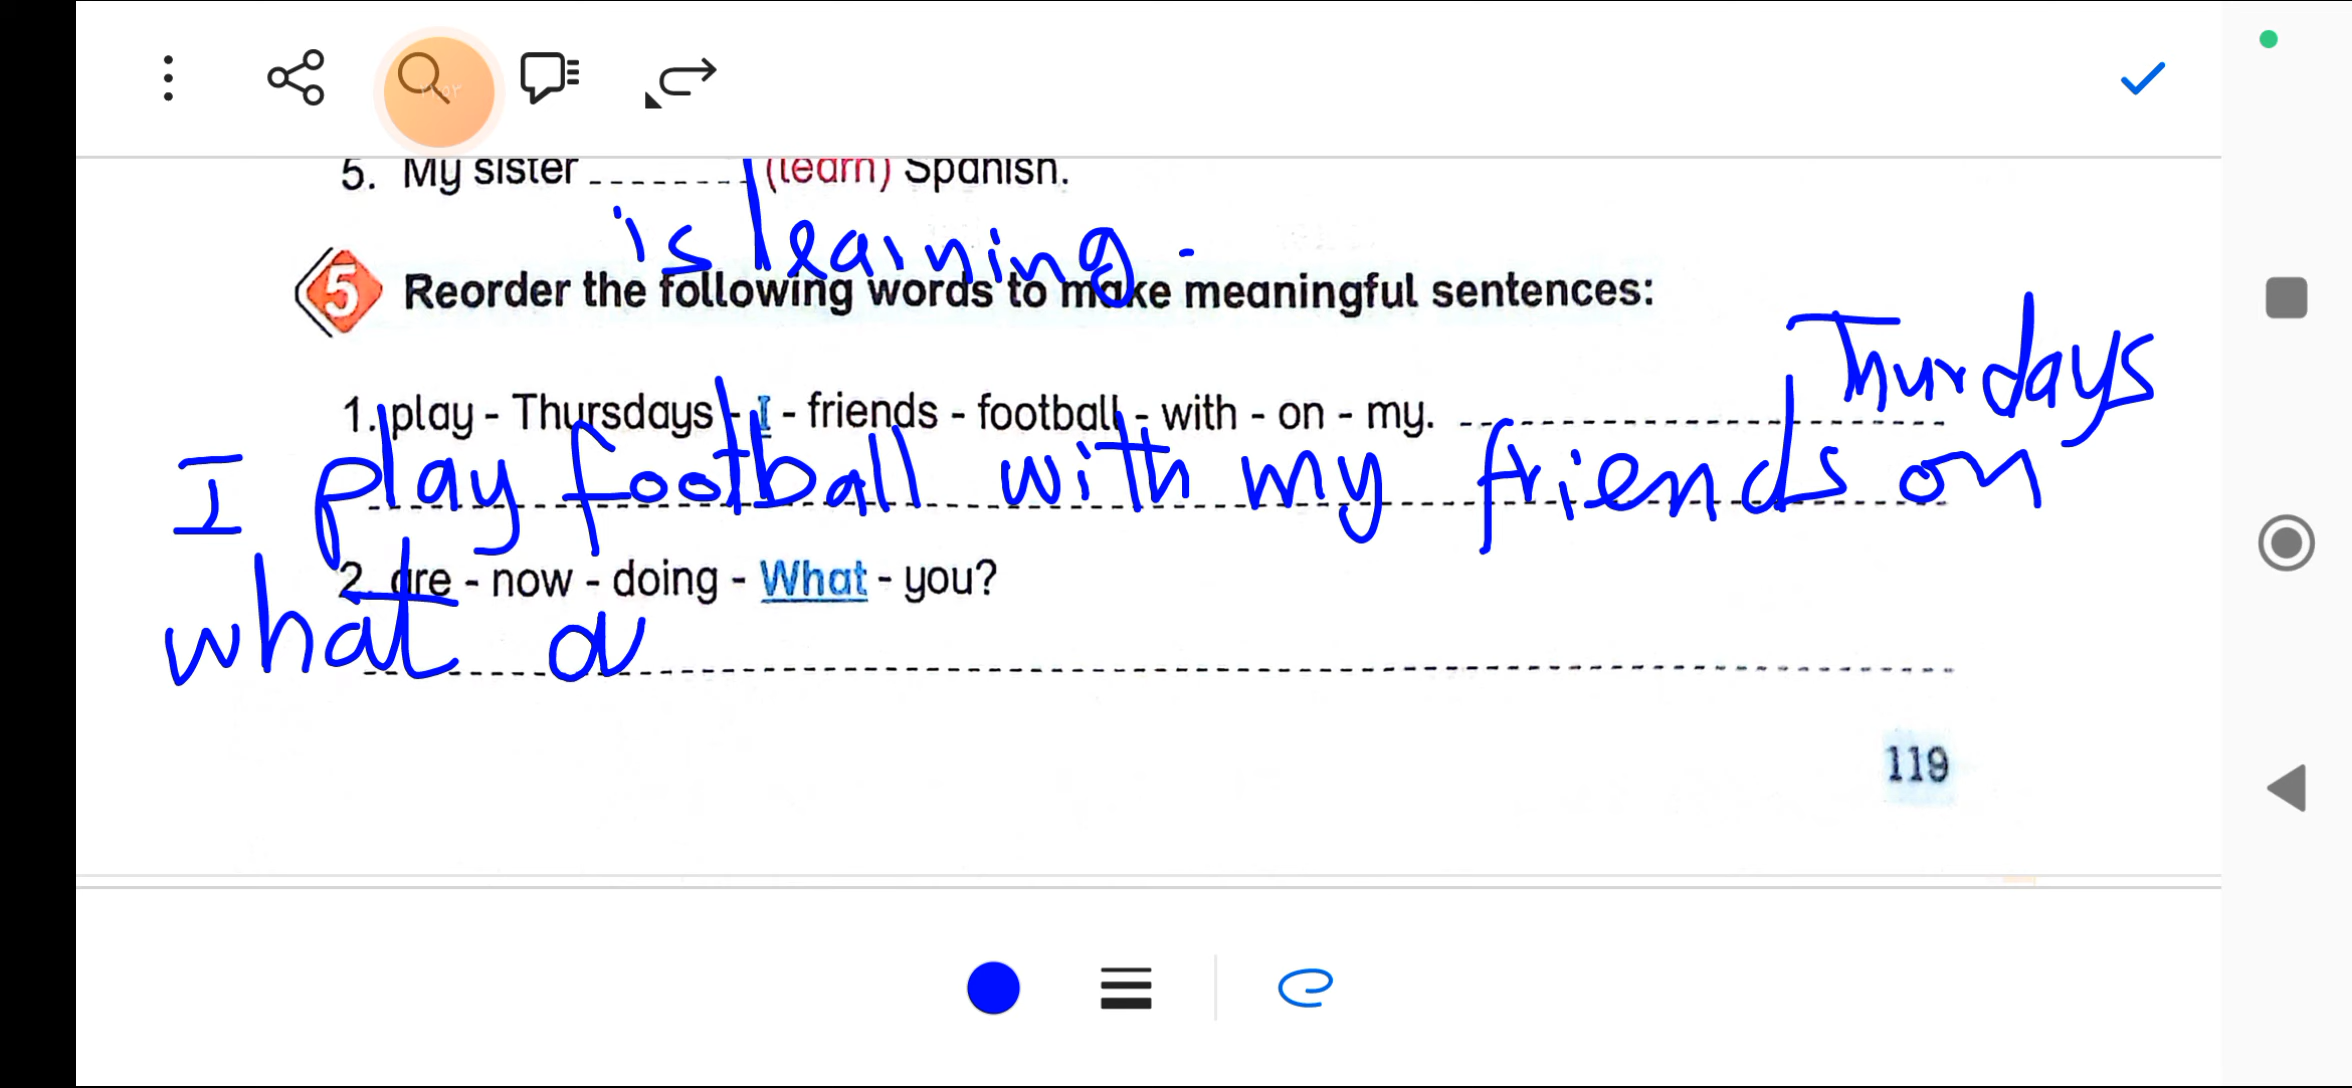 5. My sister -------- (learn) Spanish.
is learning.
5 Reorder the following words to make meaningful sentences:
Thurdays
1. play - Thursdays - I - friends - football - with - on - my.
I play football with my friends on
2. are - now - doing - What - you?
what a
119